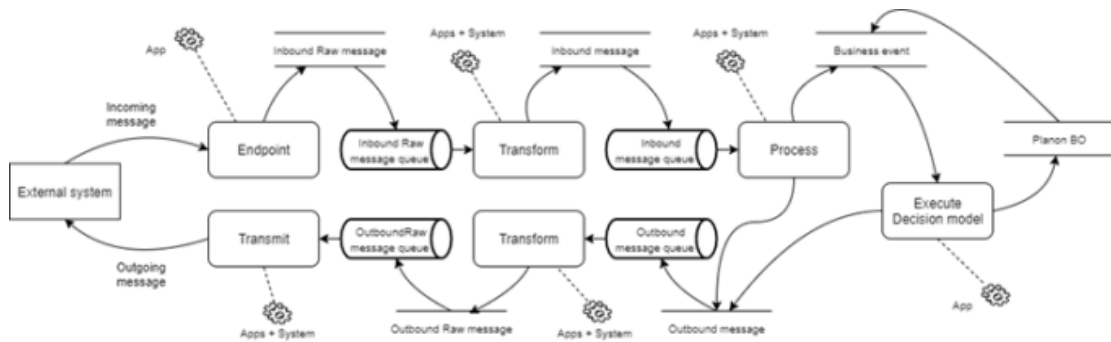 App
Inbound Raw message
Apps + System
Inbound message
Apps + System
Business event
Incoming
message
Endpoint
Inbound Raw
message queue
Transform
Inbound
message queue
Process
Planon BO
External system
Execute
Decision model
Transmit
OutboundRaw
message queue
Transform
Outbound
message queue
Outgoing
message
Apps + System
Outbound Raw message
Apps + System
Outbound message
App